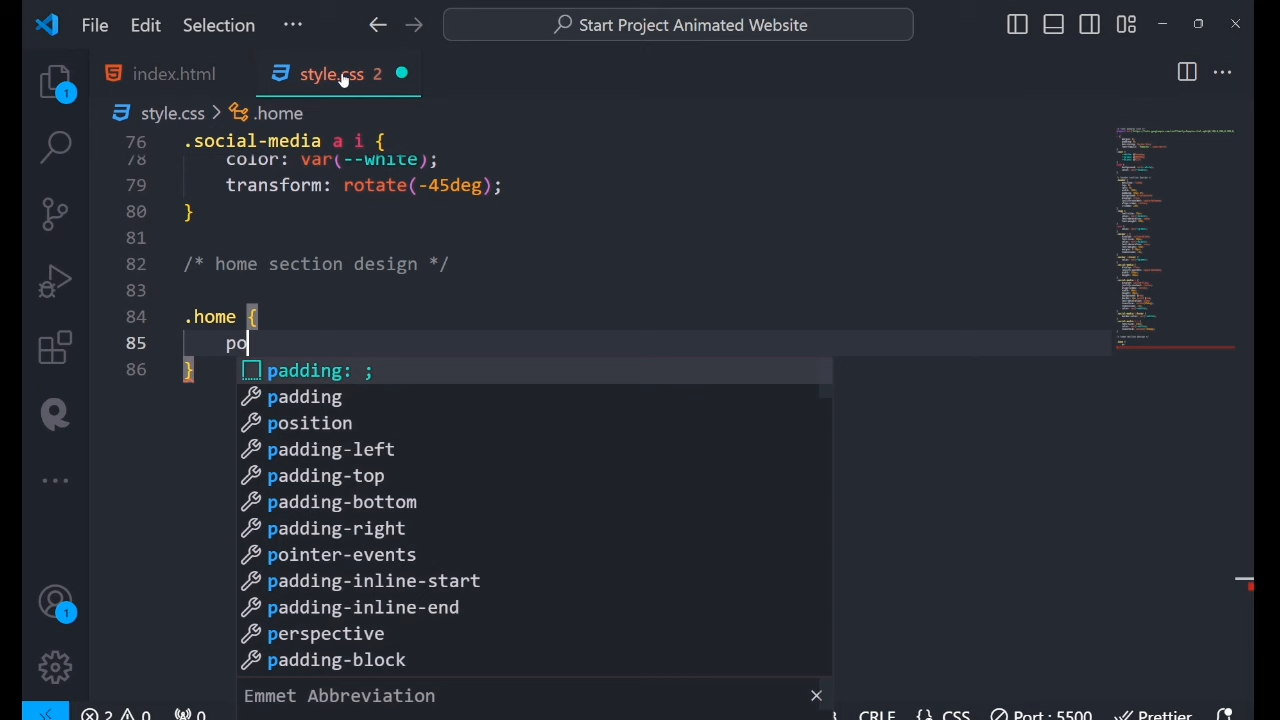 File Edit Selection ··· Start Project Animated Website
index.html style.css 2
style.css > .home
76 .social-media a i {
78 color: var(--white);
79 transform: rotate(-45deg);
80 }
81
82 /* home section design */
83
84 .home {
85 po
86 }
padding: ;
padding
position
padding-left
padding-top
padding-bottom
padding-right
pointer-events
padding-inline-start
padding-inline-end
perspective
padding-block
Emmet Abbreviation
1
1
2 0 0 CRLF {} CSS Port : 5500 Prettier